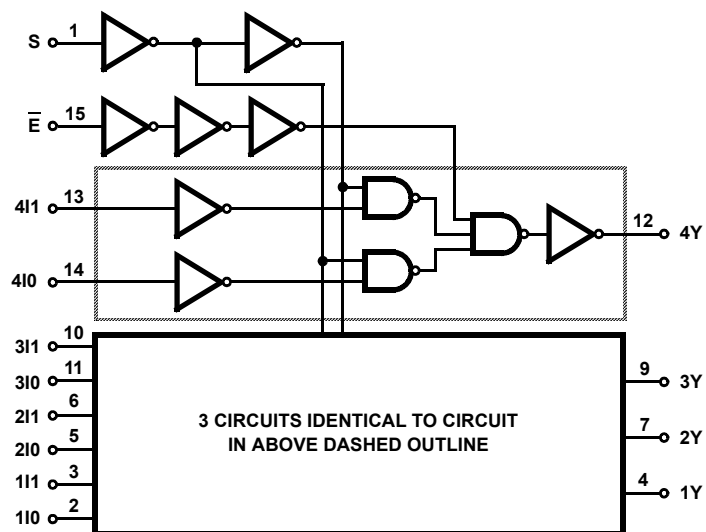 S 1
E̅ 15
4I1 13
12 4Y
4I0 14
10
3I1
11
3I0
9 3Y
6
2I1
3 CIRCUITS IDENTICAL TO CIRCUIT
IN ABOVE DASHED OUTLINE
7 2Y
5
2I0
3
1I1
4 1Y
2
1I0